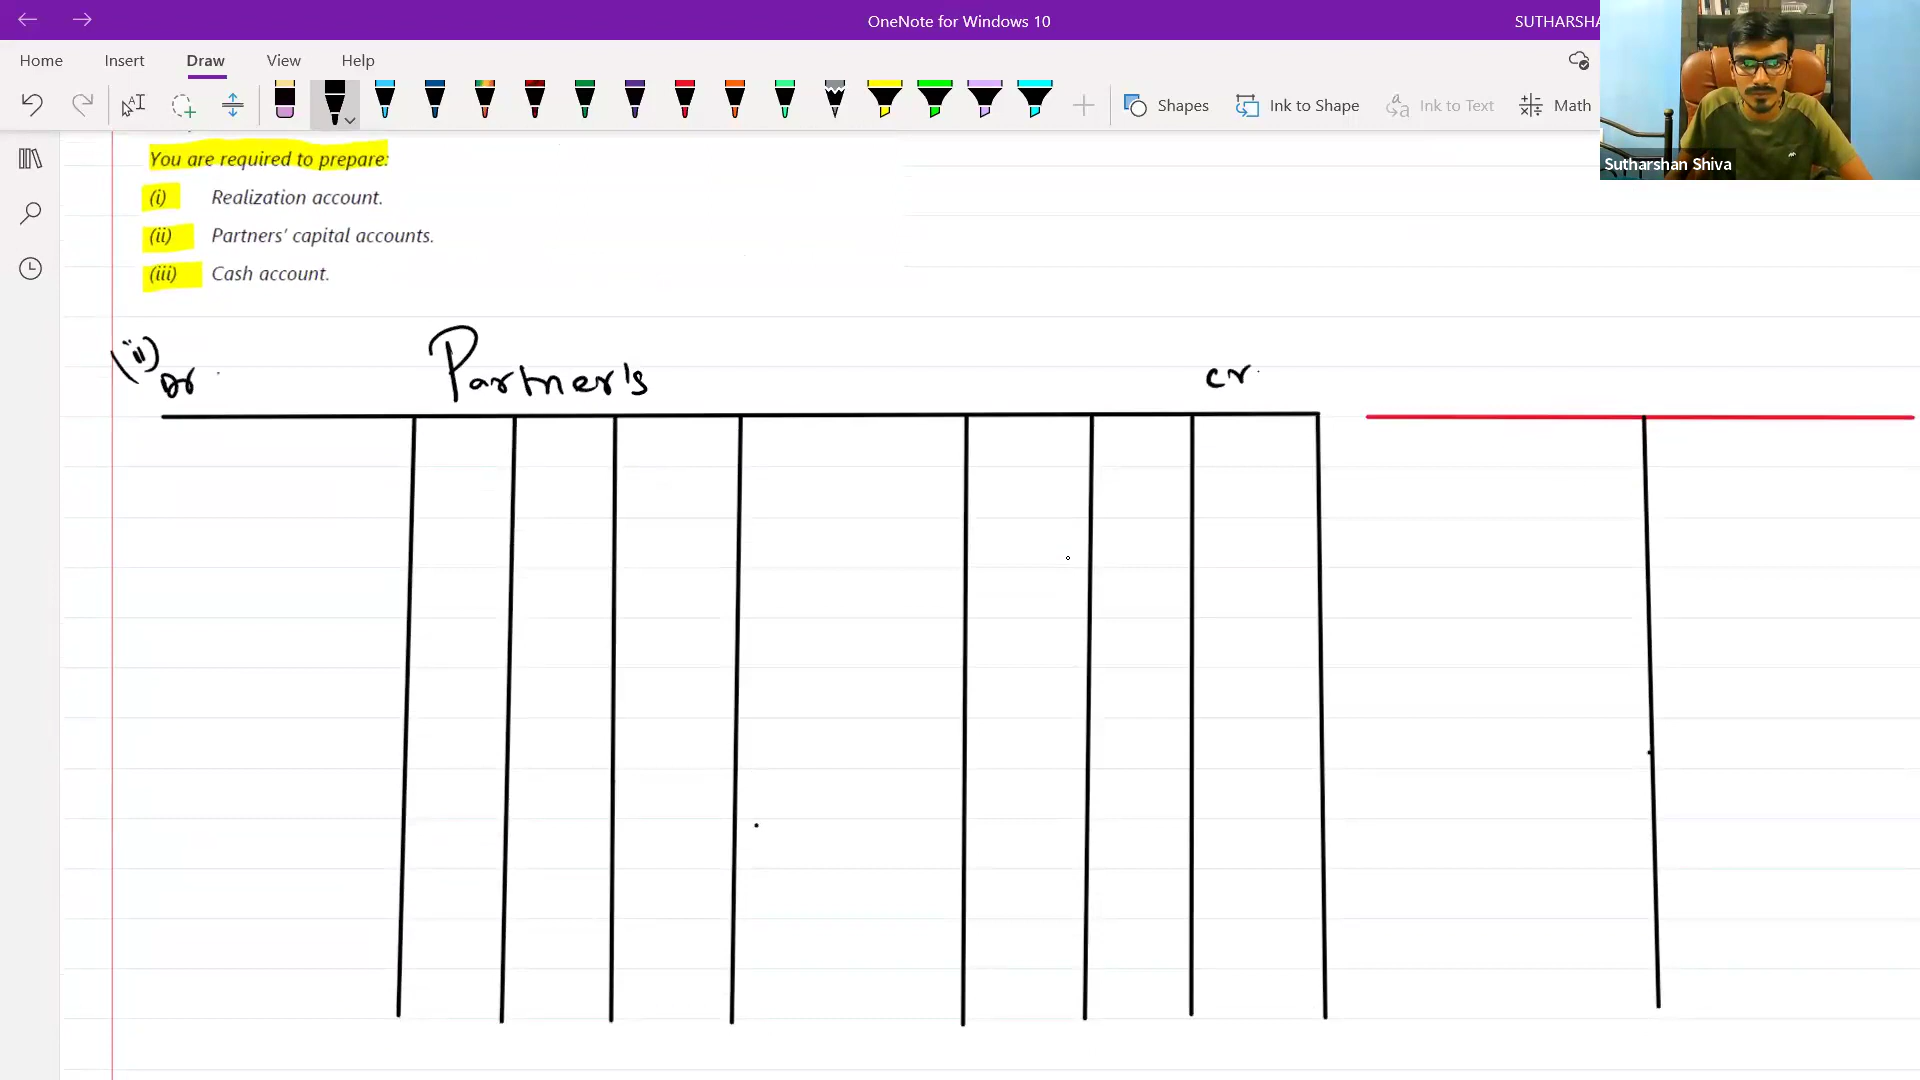 OneNote for Windows 10
SUTHARSHA
Home Insert Draw View Help
Shapes Ink to Shape Ink to Text Math
Sutharshan Shiva
You are required to prepare:
(i) Realization account.
(ii) Partners' capital accounts.
(iii) Cash account.
(ii) Dr Partner's cr